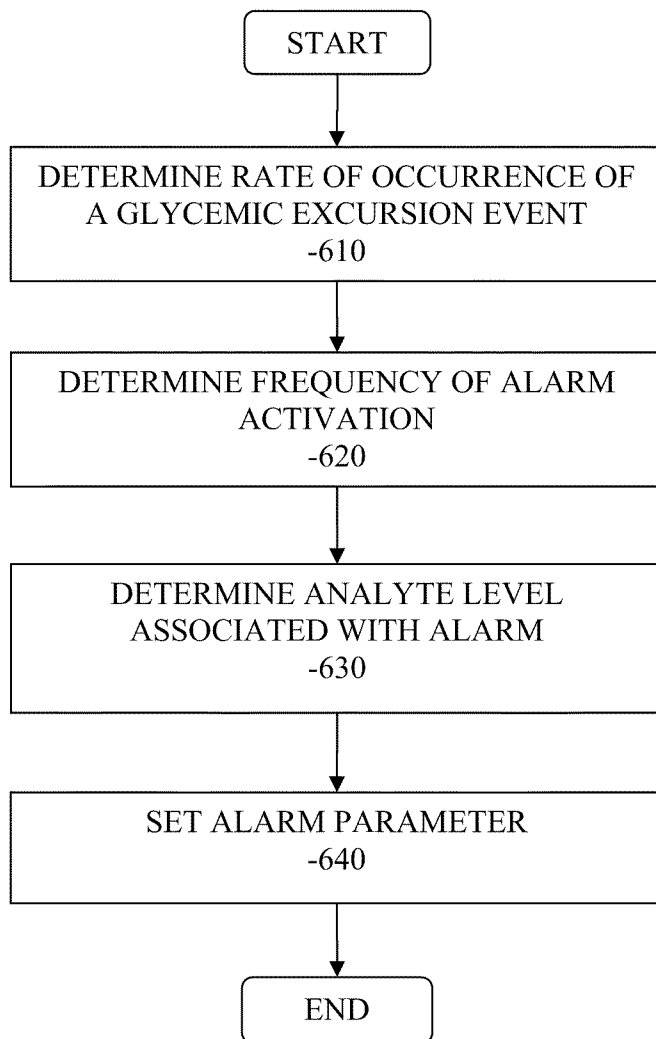 START
DETERMINE RATE OF OCCURRENCE OF
A GLYCEMIC EXCURSION EVENT
-610
DETERMINE FREQUENCY OF ALARM
ACTIVATION
-620
DETERMINE ANALYTE LEVEL
ASSOCIATED WITH ALARM
-630
SET ALARM PARAMETER
-640
END